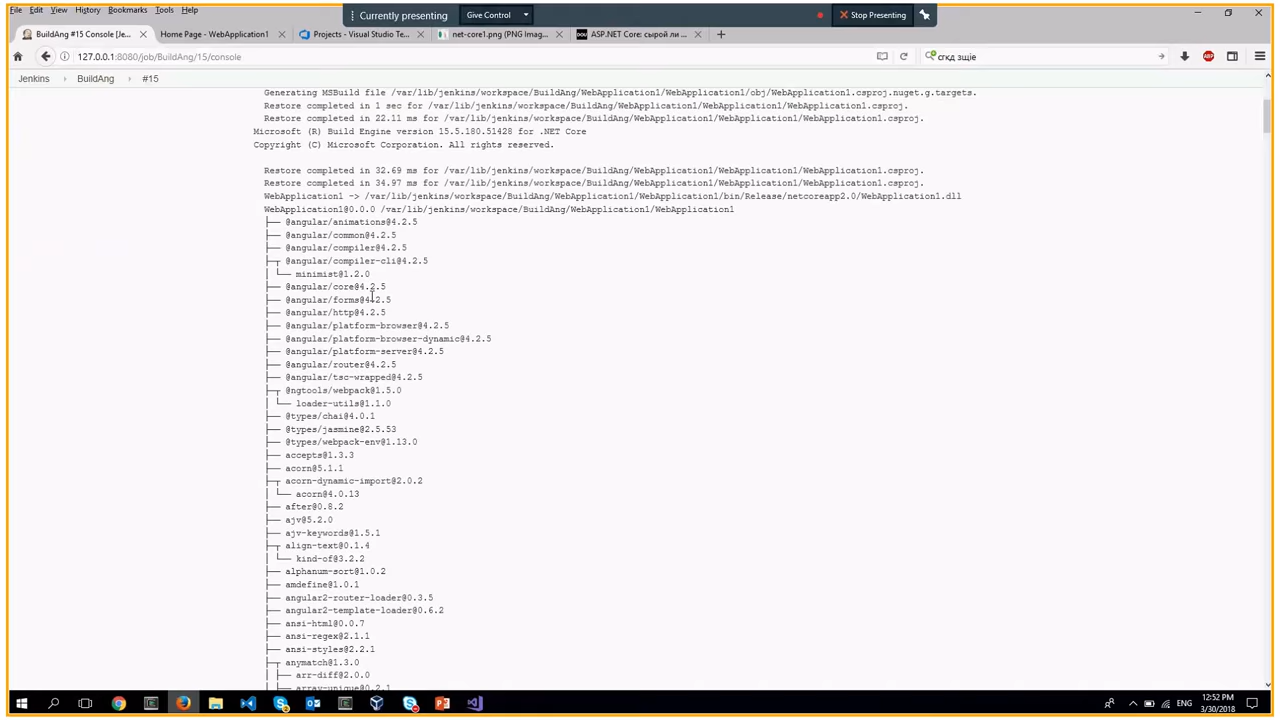 File Edit View History Bookmarks Tools Help
Currently presenting
Give Control
Stop Presenting
BuildAng #15 Console [Je...
Home Page - WebApplication1
Projects - Visual Studio Te...
net-core1.png (PNG Imag...
ASP.NET Core: сырой ли ...
127.0.0.1:8080/job/BuildAng/15/console
сгкд зщіе
Jenkins BuildAng #15
Generating MSBuild file /var/lib/jenkins/workspace/BuildAng/WebApplication1/WebApplication1/obj/WebApplication1.csproj.nuget.g.targets.
Restore completed in 1 sec for /var/lib/jenkins/workspace/BuildAng/WebApplication1/WebApplication1/WebApplication1.csproj.
Restore completed in 22.11 ms for /var/lib/jenkins/workspace/BuildAng/WebApplication1/WebApplication1/WebApplication1.csproj.
Microsoft (R) Build Engine version 15.5.180.51428 for .NET Core
Copyright (C) Microsoft Corporation. All rights reserved.
Restore completed in 32.69 ms for /var/lib/jenkins/workspace/BuildAng/WebApplication1/WebApplication1/WebApplication1.csproj.
Restore completed in 34.97 ms for /var/lib/jenkins/workspace/BuildAng/WebApplication1/WebApplication1/WebApplication1.csproj.
WebApplication1 -> /var/lib/jenkins/workspace/BuildAng/WebApplication1/WebApplication1/bin/Release/netcoreapp2.0/WebApplication1.dll
WebApplication1@0.0.0 /var/lib/jenkins/workspace/BuildAng/WebApplication1/WebApplication1
├── @angular/animations@4.2.5
├── @angular/common@4.2.5
├── @angular/compiler@4.2.5
├─┬ @angular/compiler-cli@4.2.5
│ └── minimist@1.2.0
├── @angular/core@4.2.5
├── @angular/forms@4.2.5
├── @angular/http@4.2.5
├── @angular/platform-browser@4.2.5
├── @angular/platform-browser-dynamic@4.2.5
├── @angular/platform-server@4.2.5
├── @angular/router@4.2.5
├── @angular/tsc-wrapped@4.2.5
├─┬ @ngtools/webpack@1.5.0
│ └── loader-utils@1.1.0
├── @types/chai@4.0.1
├── @types/jasmine@2.5.53
├── @types/webpack-env@1.13.0
├── accepts@1.3.3
├── acorn@5.1.1
├─┬ acorn-dynamic-import@2.0.2
│ └── acorn@4.0.13
├── after@0.8.2
├── ajv@5.2.0
├── ajv-keywords@1.5.1
├─┬ align-text@0.1.4
│ └── kind-of@3.2.2
├── alphanum-sort@1.0.2
├── amdefine@1.0.1
├── angular2-router-loader@0.3.5
├── angular2-template-loader@0.6.2
├── ansi-html@0.0.7
├── ansi-regex@2.1.1
├── ansi-styles@2.2.1
├─┬ anymatch@1.3.0
│ ├── arr-diff@2.0.0
│ ├── array-unique@0.2.1
ENG
12:52 PM
3/30/2018